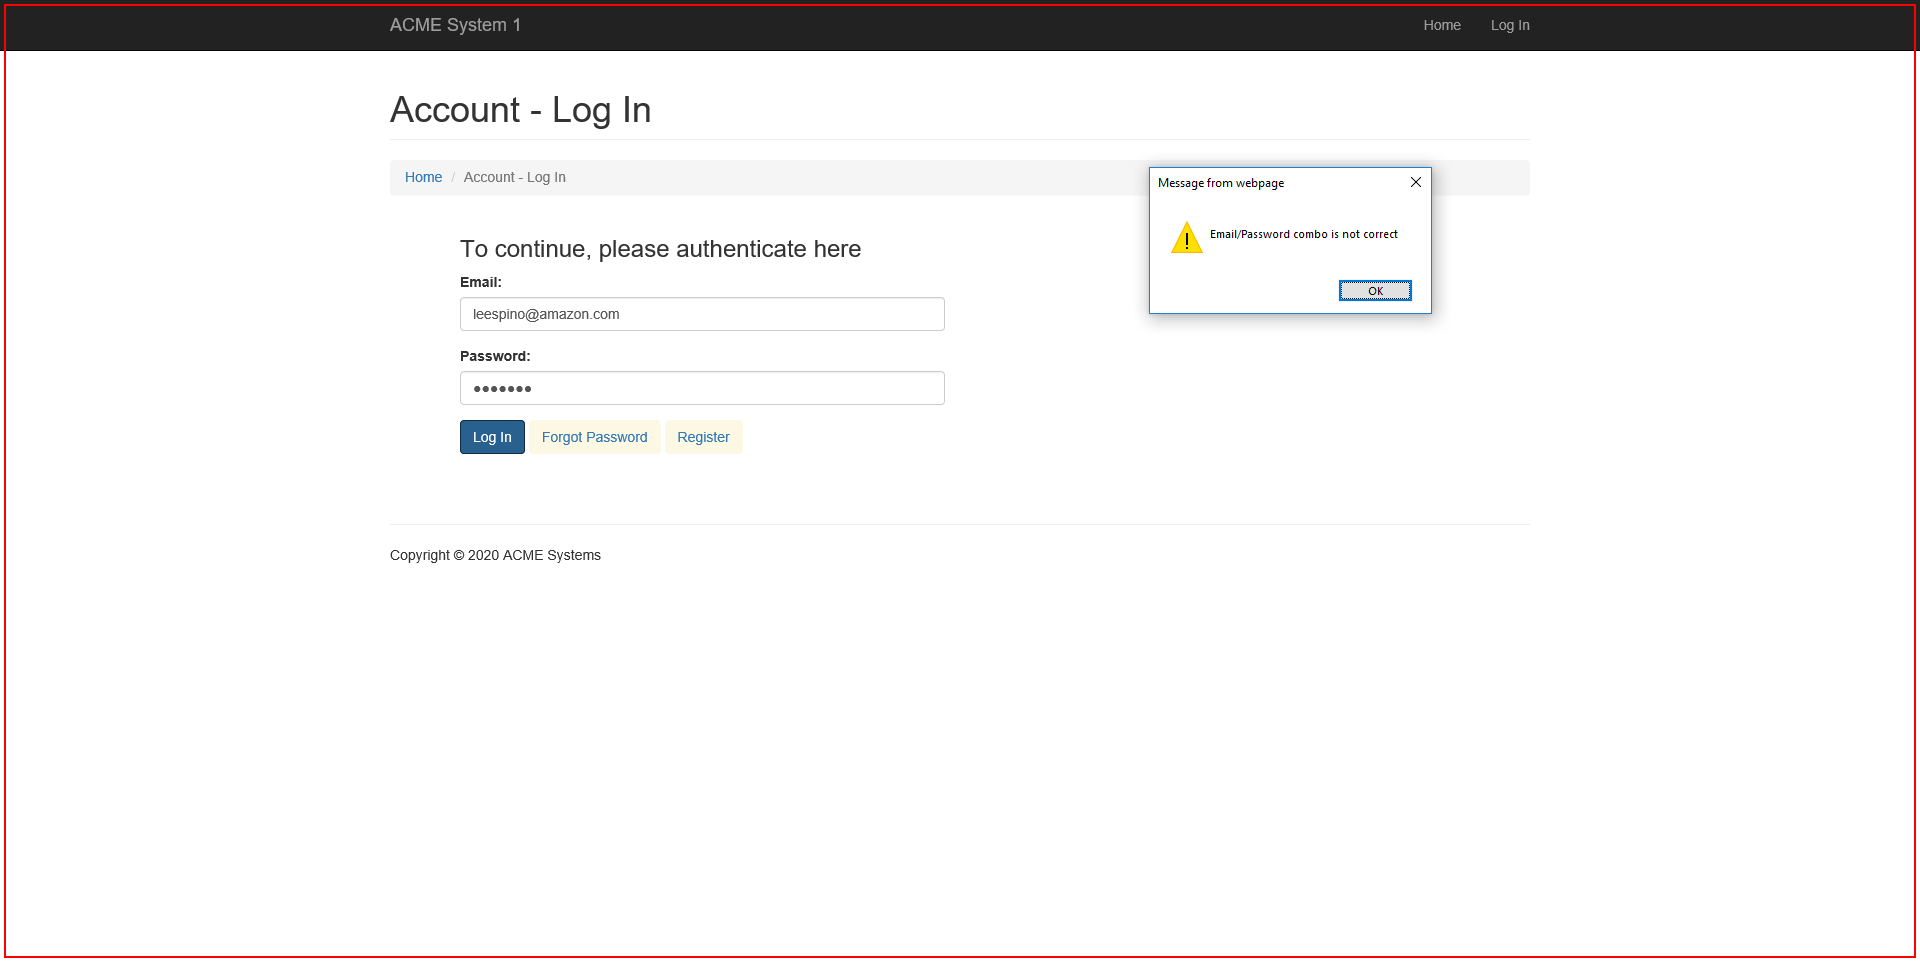 ACME System 1
Home
Log In
Account - Log In
Home / Account - Log In
Message from webpage
Email/Password combo is not correct
OK
To continue, please authenticate here
Email:
leespino@amazon.com
Password:
•••••••
Log In
Forgot Password
Register
Copyright © 2020 ACME Systems